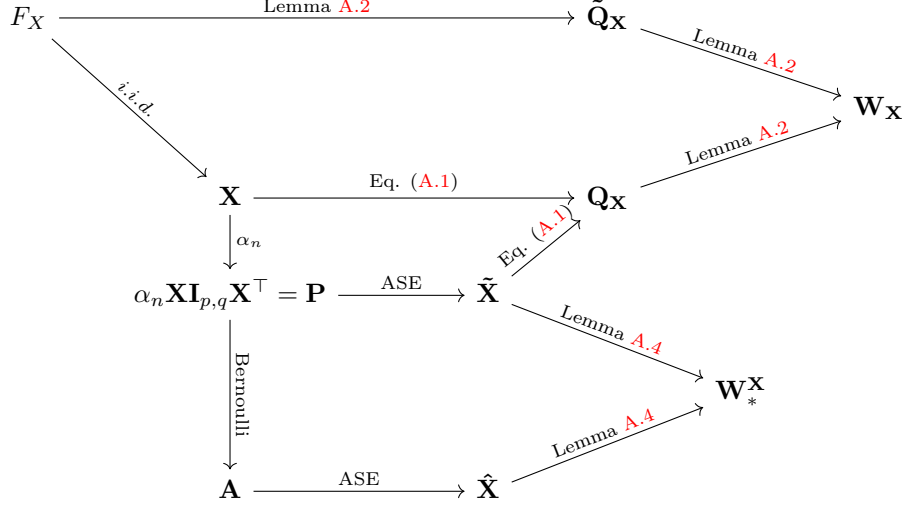 Lemma A.2
F_X
Q̃_X
Lemma A.2
i.i.d.
W_X
Lemma A.2
X
Eq. (A.1)
Q_X
α_n
Eq. (A.1)
α_n X I_{p,q} X^⊤ = P
ASE
X̃
Lemma A.4
Bernoulli
W_*^X
Lemma A.4
A
ASE
X̂